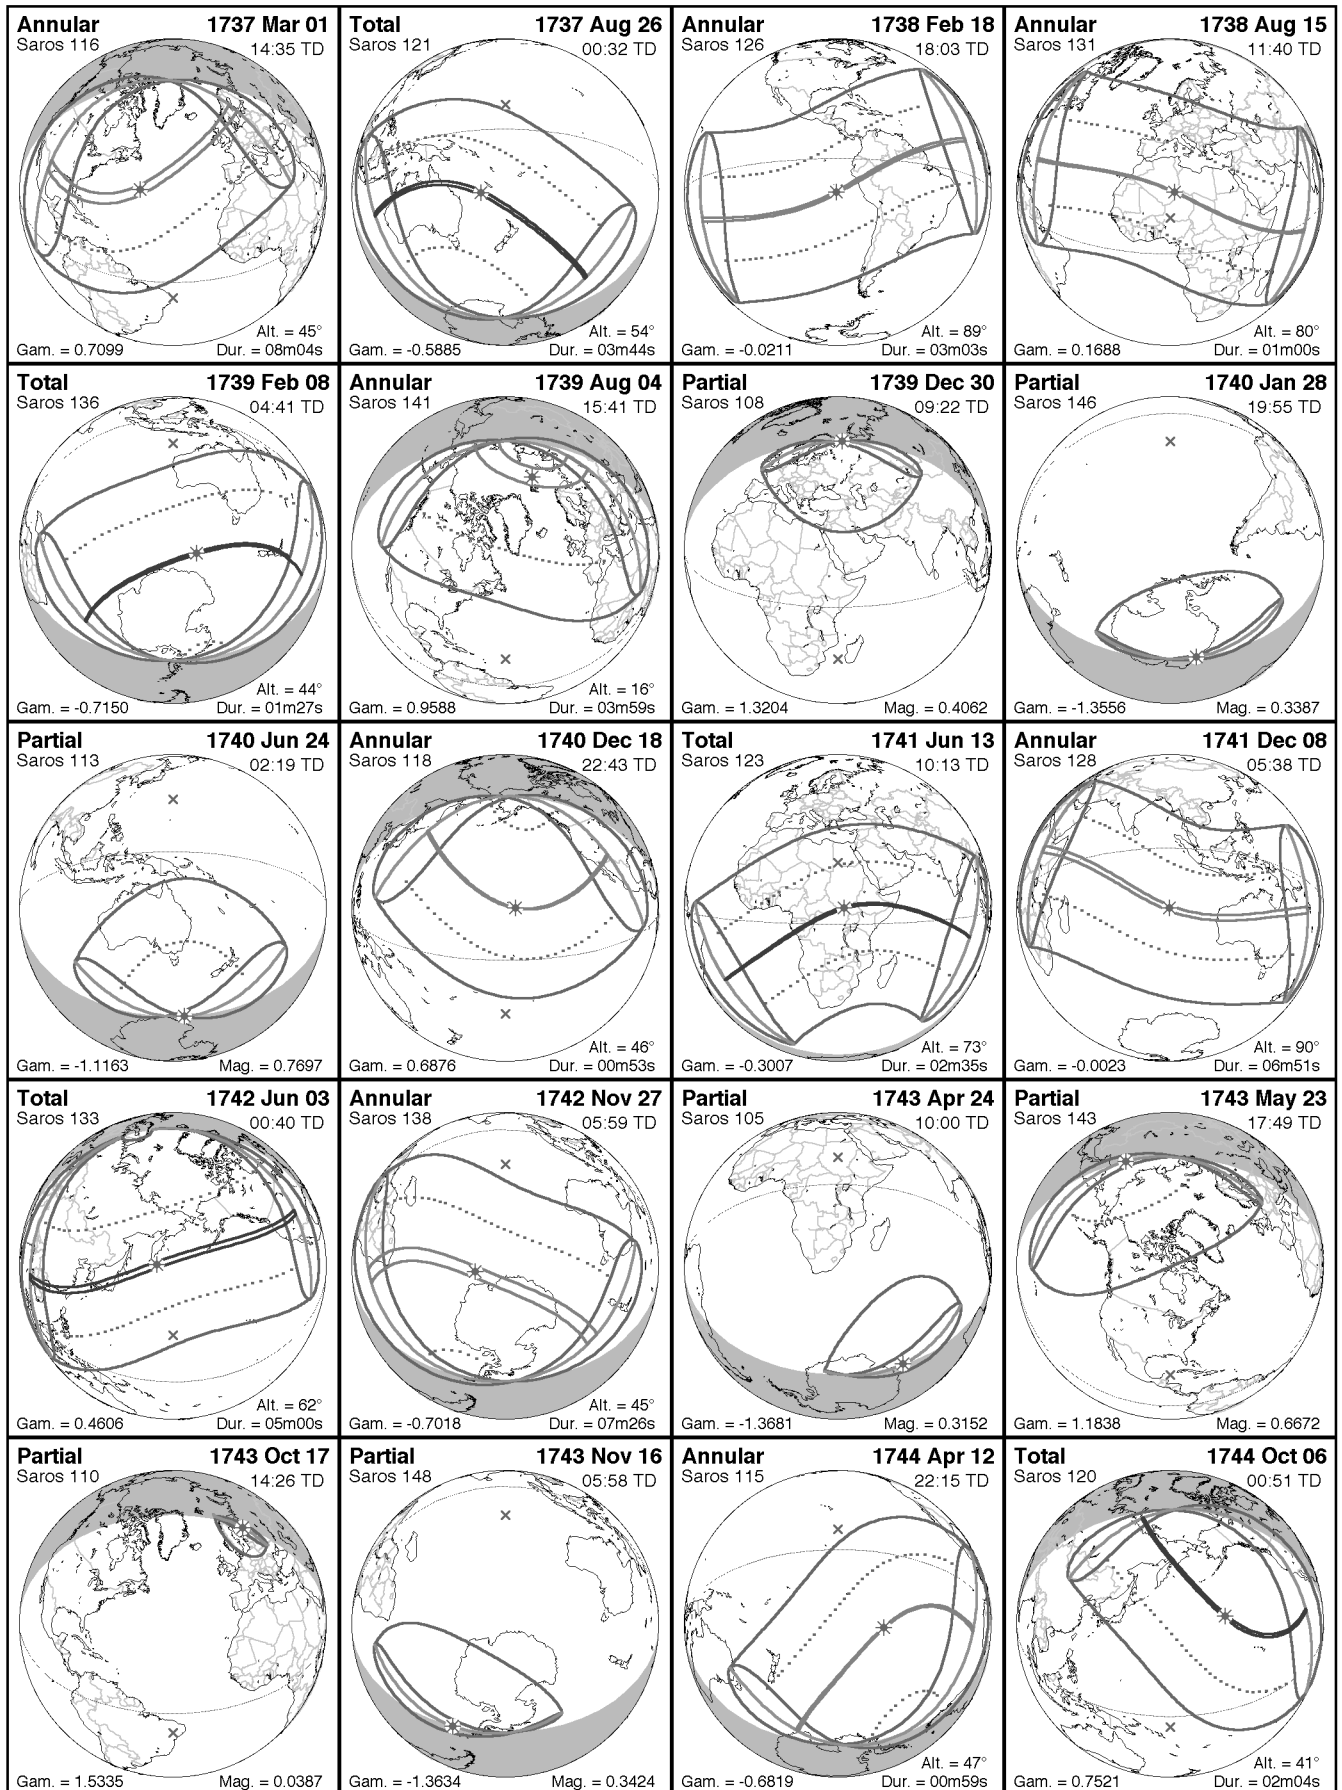 Annular 1737 Mar 01
Saros 116 14:35 TD
Alt. = 45°
Gam. = 0.7099 Dur. = 08m04s
Total 1737 Aug 26
Saros 121 00:32 TD
Alt. = 54°
Gam. = -0.5885 Dur. = 03m44s
Annular 1738 Feb 18
Saros 126 18:03 TD
Alt. = 89°
Gam. = -0.0211 Dur. = 03m03s
Annular 1738 Aug 15
Saros 131 11:40 TD
Alt. = 80°
Gam. = 0.1688 Dur. = 01m00s
Total 1739 Feb 08
Saros 136 04:41 TD
Alt. = 44°
Gam. = -0.7150 Dur. = 01m27s
Annular 1739 Aug 04
Saros 141 15:41 TD
Alt. = 16°
Gam. = 0.9588 Dur. = 03m59s
Partial 1739 Dec 30
Saros 108 09:22 TD
Gam. = 1.3204 Mag. = 0.4062
Partial 1740 Jan 28
Saros 146 19:55 TD
Gam. = -1.3556 Mag. = 0.3387
Partial 1740 Jun 24
Saros 113 02:19 TD
Gam. = -1.1163 Mag. = 0.7697
Annular 1740 Dec 18
Saros 118 22:43 TD
Alt. = 46°
Gam. = 0.6876 Dur. = 00m53s
Total 1741 Jun 13
Saros 123 10:13 TD
Alt. = 73°
Gam. = -0.3007 Dur. = 02m35s
Annular 1741 Dec 08
Saros 128 05:38 TD
Alt. = 90°
Gam. = -0.0023 Dur. = 06m51s
Total 1742 Jun 03
Saros 133 00:40 TD
Alt. = 62°
Gam. = 0.4606 Dur. = 05m00s
Annular 1742 Nov 27
Saros 138 05:59 TD
Alt. = 45°
Gam. = -0.7018 Dur. = 07m26s
Partial 1743 Apr 24
Saros 105 10:00 TD
Gam. = -1.3681 Mag. = 0.3152
Partial 1743 May 23
Saros 143 17:49 TD
Gam. = 1.1838 Mag. = 0.6672
Partial 1743 Oct 17
Saros 110 14:26 TD
Gam. = 1.5335 Mag. = 0.0387
Partial 1743 Nov 16
Saros 148 05:58 TD
Gam. = -1.3634 Mag. = 0.3424
Annular 1744 Apr 12
Saros 115 22:15 TD
Alt. = 47°
Gam. = -0.6819 Dur. = 00m59s
Total 1744 Oct 06
Saros 120 00:51 TD
Alt. = 41°
Gam. = 0.7521 Dur. = 02m04s